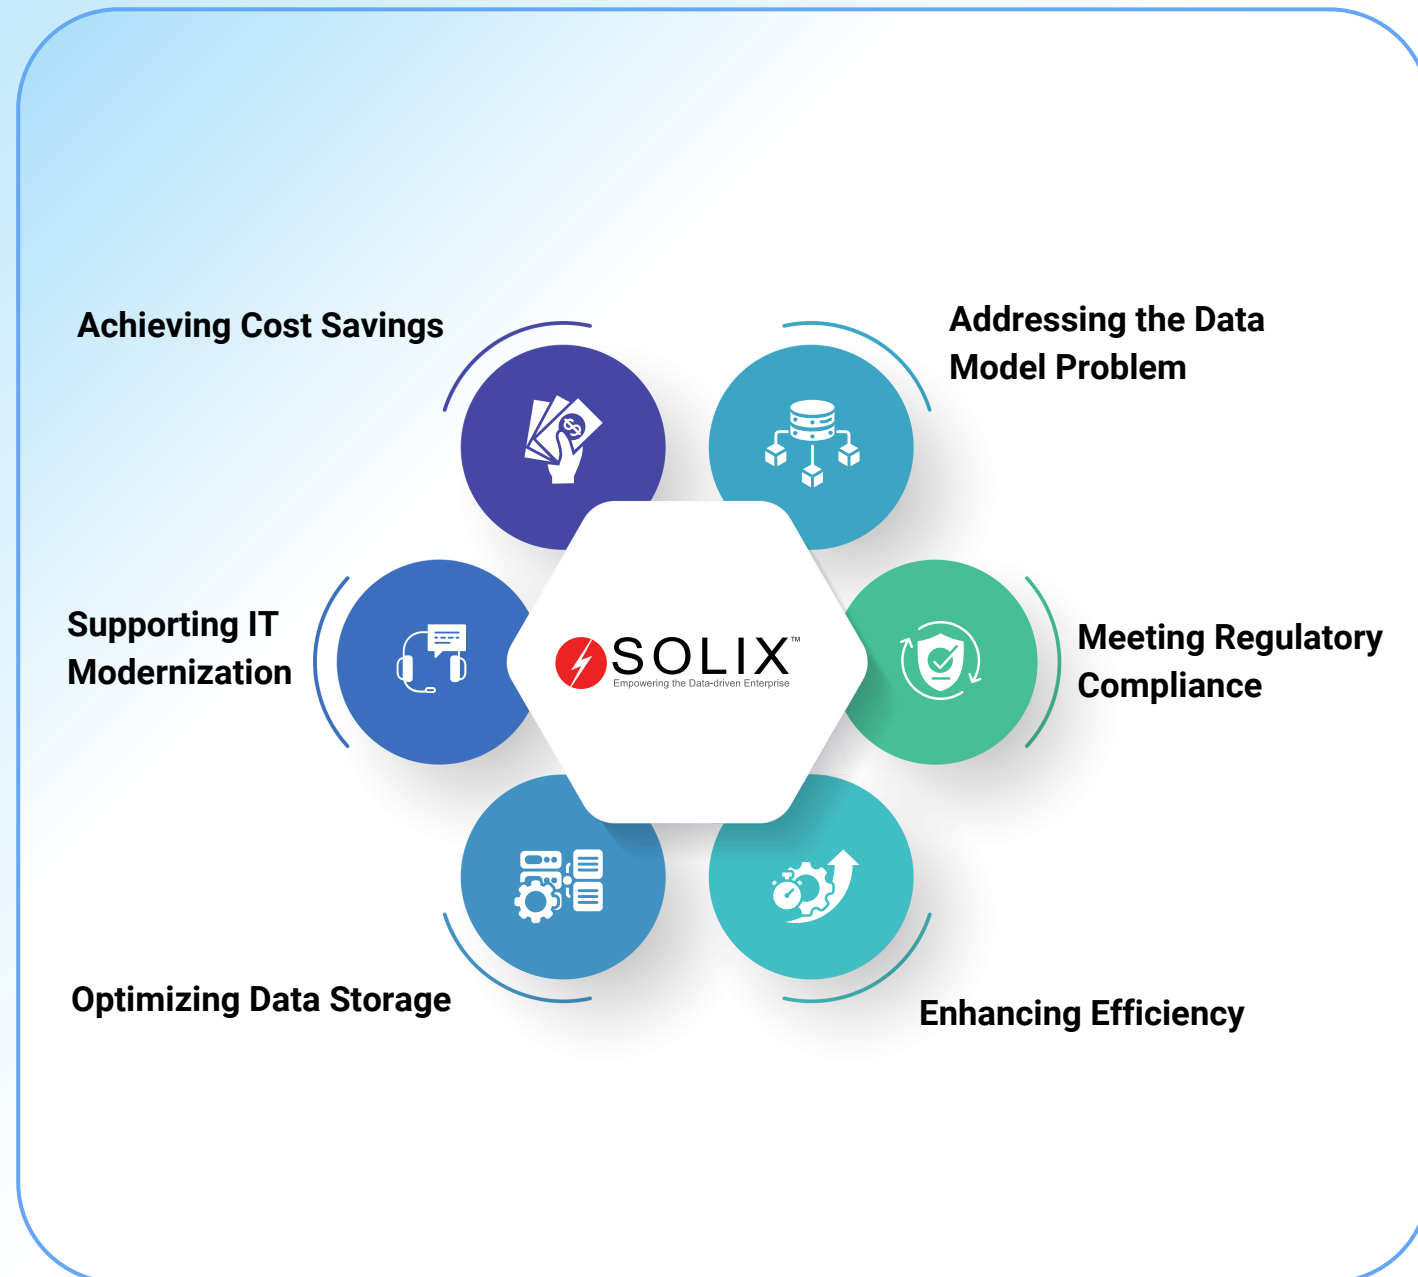 Achieving Cost Savings
Addressing the Data
Model Problem
Supporting IT
Modernization
SOLIX™
Empowering the Data-driven Enterprise
Meeting Regulatory
Compliance
Optimizing Data Storage
Enhancing Efficiency